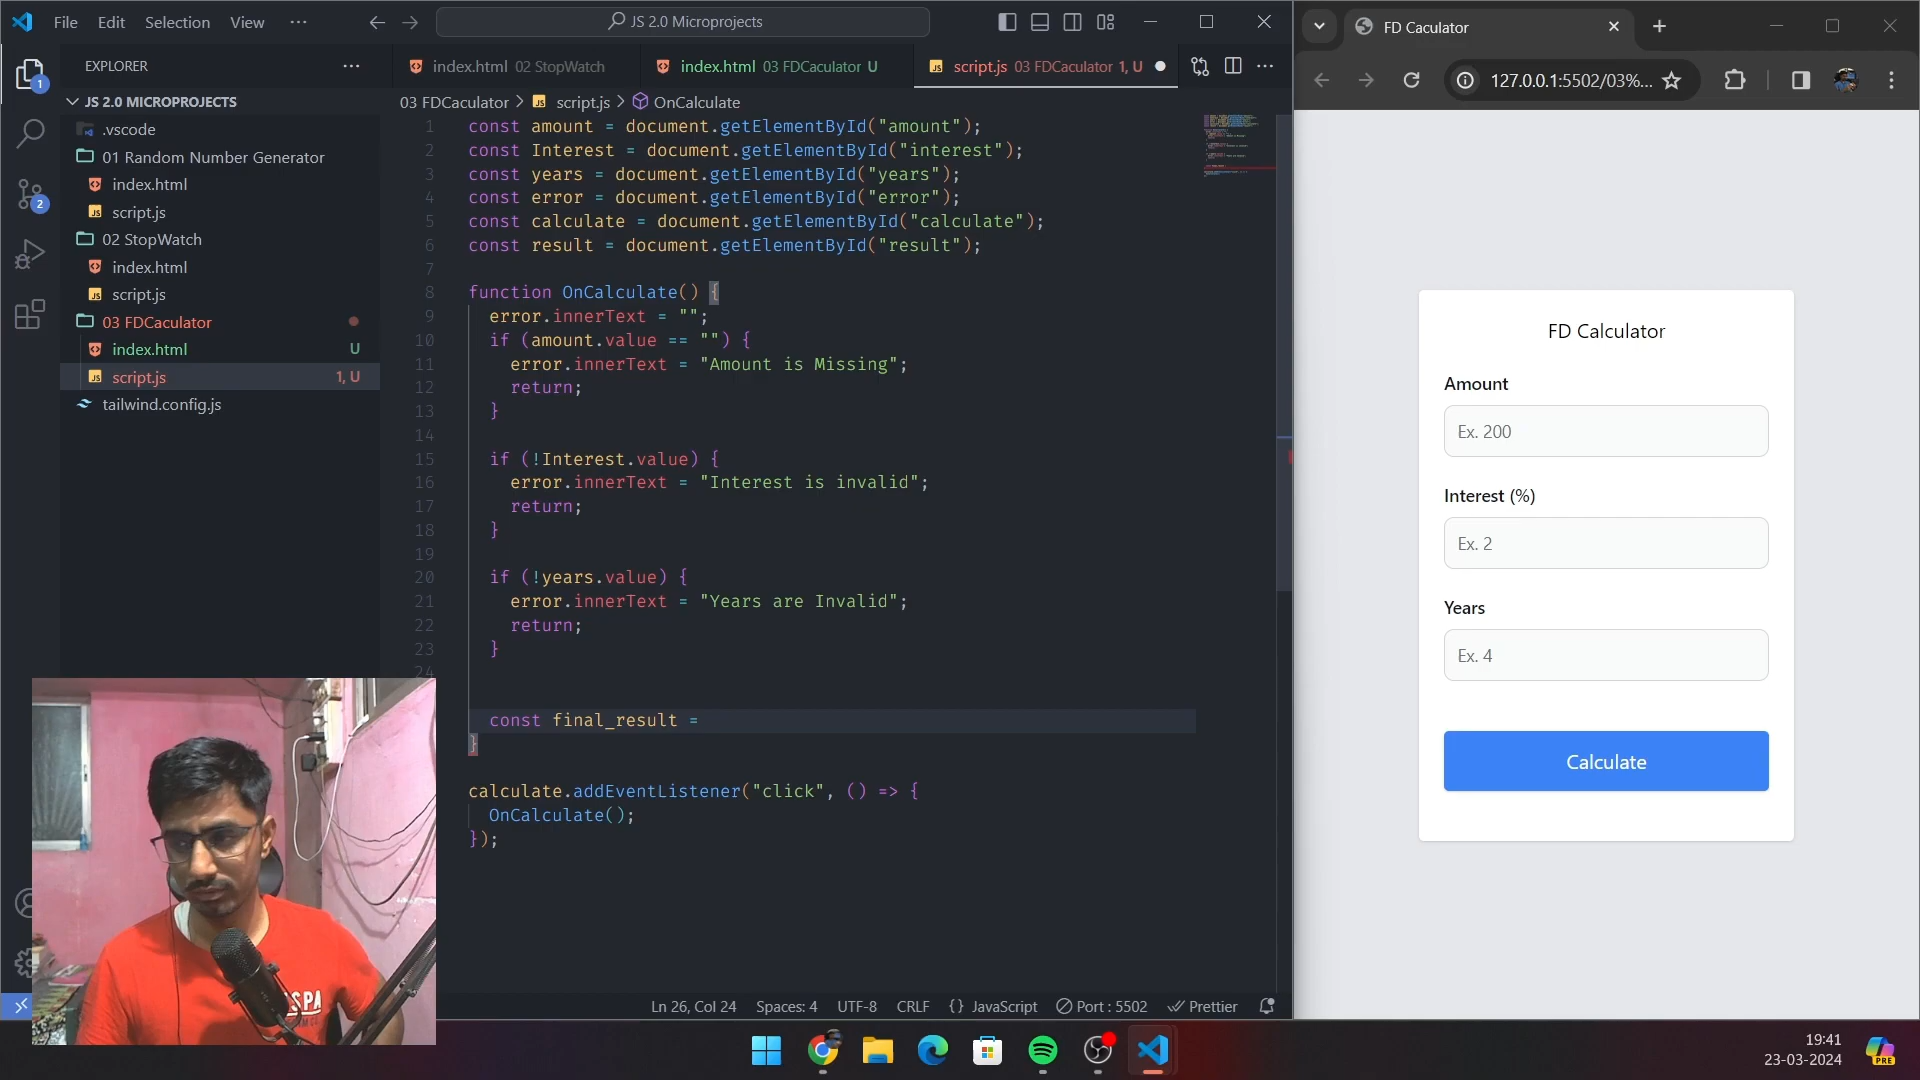 File Edit Selection View ··· JS 2.0 Microprojects
EXPLORER ···
JS 2.0 MICROPROJECTS
.vscode
01 Random Number Generator
index.html
script.js
02 StopWatch
index.html
script.js
03 FDCaculator
index.html U
script.js 1, U
tailwind.config.js
index.html 02 StopWatch
index.html 03 FDCaculator U
script.js 03 FDCaculator 1, U
03 FDCaculator > JS script.js > OnCalculate
1 const amount = document.getElementById("amount");
2 const Interest = document.getElementById("interest");
3 const years = document.getElementById("years");
4 const error = document.getElementById("error");
5 const calculate = document.getElementById("calculate");
6 const result = document.getElementById("result");
7
8 function OnCalculate() {
9 error.innerText = "";
10 if (amount.value == "") {
11 error.innerText = "Amount is Missing";
12 return;
13 }
14
15 if (!Interest.value) {
16 error.innerText = "Interest is invalid";
17 return;
18 }
19
20 if (!years.value) {
21 error.innerText = "Years are Invalid";
22 return;
23 }
24
const final_result =
}
calculate.addEventListener("click", () => {
OnCalculate();
});
Ln 26, Col 24 Spaces: 4 UTF-8 CRLF {} JavaScript Port : 5502 Prettier
FD Caculator
127.0.0.1:5502/03%...
FD Calculator
Amount
Ex. 200
Interest (%)
Ex. 2
Years
Ex. 4
Calculate
19:41
23-03-2024
PRE